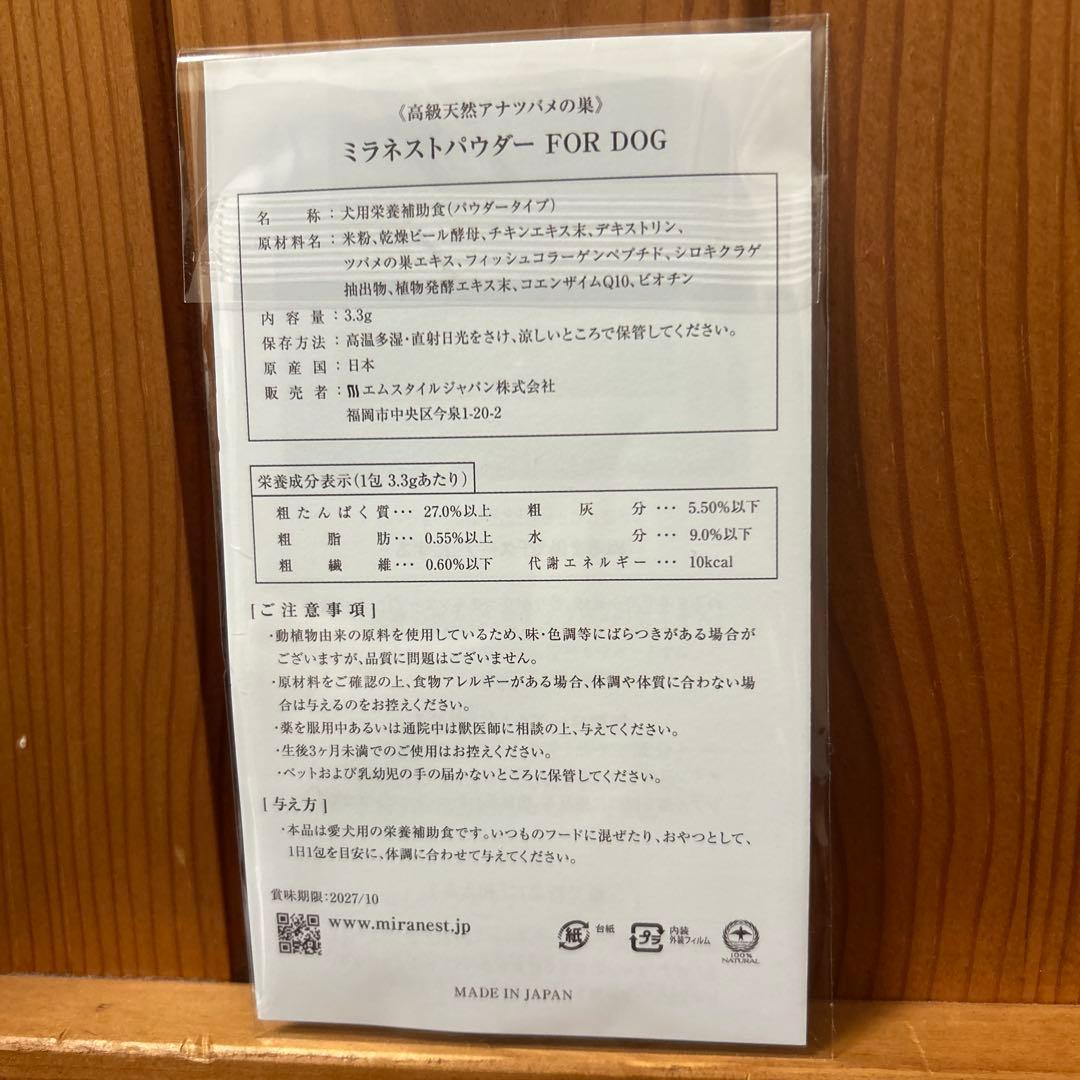 《高級天然アナツバメの巣》
ミラネストパウダー FOR DOG
名称：犬用栄養補助食（パウダータイプ）
原材料名：米粉、乾燥ビール酵母、チキンエキス末、デキストリン、
ツバメの巣エキス、フィッシュコラーゲンペプチド、シロキクラゲ
抽出物、植物発酵エキス末、コエンザイムQ10、ビオチン
内容量：3.3g
保存方法：高温多湿・直射日光をさけ、涼しいところで保管してください。
原産国：日本
販売者：エムスタイルジャパン株式会社
福岡市中央区今泉1-20-2
栄養成分表示（1包 3.3gあたり）
粗たんぱく質… 27.0%以上 粗灰分… 5.50%以下
粗脂肪… 0.55%以上 水分… 9.0%以下
粗繊維… 0.60%以下 代謝エネルギー… 10kcal
[ご注意事項]
・動植物由来の原料を使用しているため、味・色調等にばらつきがある場合が
ございますが、品質に問題はございません。
・原材料をご確認の上、食物アレルギーがある場合、体調や体質に合わない場
合は与えるのをお控えください。
・薬を服用中あるいは通院中は獣医師に相談の上、与えてください。
・生後3ヶ月未満でのご使用はお控えください。
・ペットおよび乳幼児の手の届かないところに保管してください。
[与え方]
・本品は愛犬用の栄養補助食です。いつものフードに混ぜたり、おやつとして、
1日1包を目安に、体調に合わせて与えてください。
賞味期限：2027/10
www.miranest.jp
紙 台紙
プラ 内装
外装フィルム
100%
NATURAL
MADE IN JAPAN